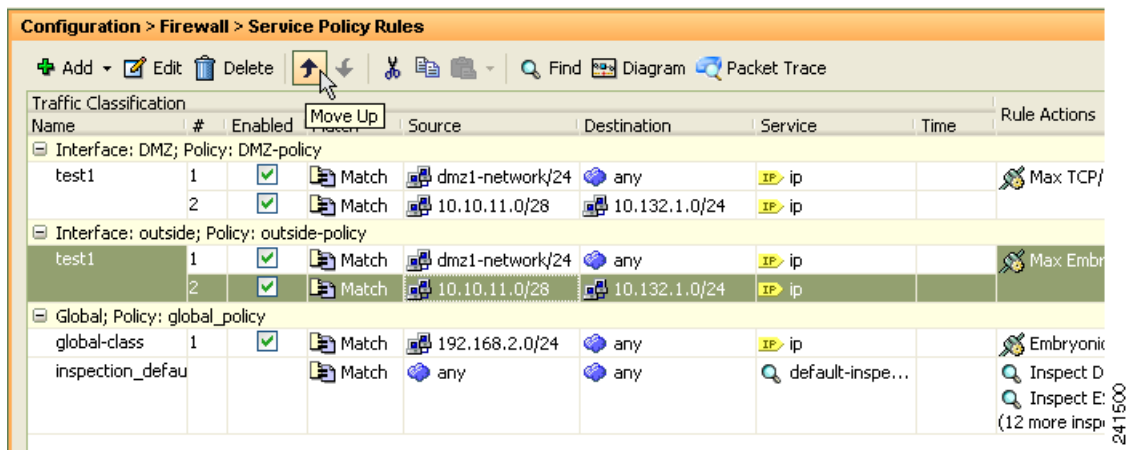 Configuration > Firewall > Service Policy Rules
Add Edit Delete Find Diagram Packet Trace
Move Up
Traffic Classification
Name # Enabled Source Destination Service Time Rule Actions
Interface: DMZ; Policy: DMZ-policy
test1 1 Match dmz1-network/24 any IP ip Max TCP/
2 Match 10.10.11.0/28 10.132.1.0/24 IP ip
Interface: outside; Policy: outside-policy
test1 1 Match dmz1-network/24 any IP ip Max Embr
2 Match 10.10.11.0/28 10.132.1.0/24 IP ip
Global; Policy: global_policy
global-class 1 Match 192.168.2.0/24 any IP ip Embryonic
inspection_defau Match any any default-inspe... Inspect D
Inspect E
(12 more insp
241500